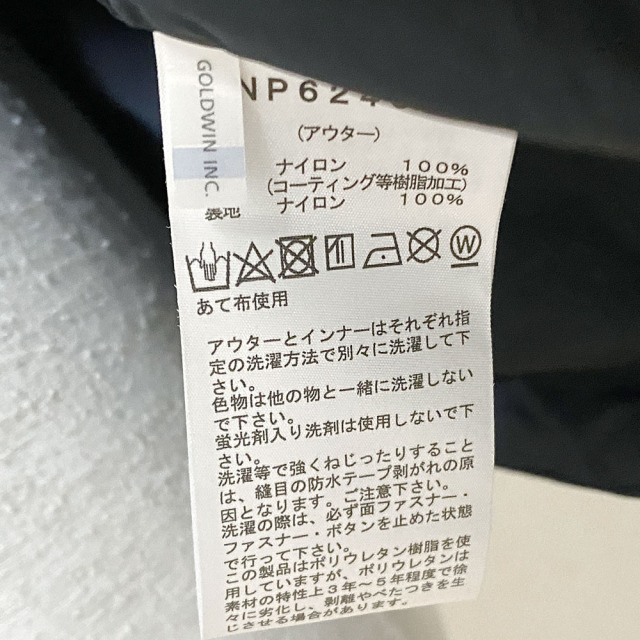 GOLDWIN INC.
NP624
(アウター)
ナイロン 100%
(コーティング等樹脂加工)
裏地 ナイロン 100%
W
あて布使用
アウターとインナーはそれぞれ指
定の洗濯方法で別々に洗濯して下
さい。
色物は他の物と一緒に洗濯しない
で下さい。
蛍光剤入り洗剤は使用しないで下
さい。
洗濯等で強くねじったりすること
は、縫目の防水テープ剥がれの原
因となります。ご注意下さい。
洗濯の際は、必ず面ファスナー・
ファスナー・ボタンを止めた状態
で行って下さい。
この製品はポリウレタン樹脂を使
用していますが、ポリウレタンは
素材の特性上3年～5年程度で徐
々に劣化し、剥離やべたつきを生
じさせる場合があります。